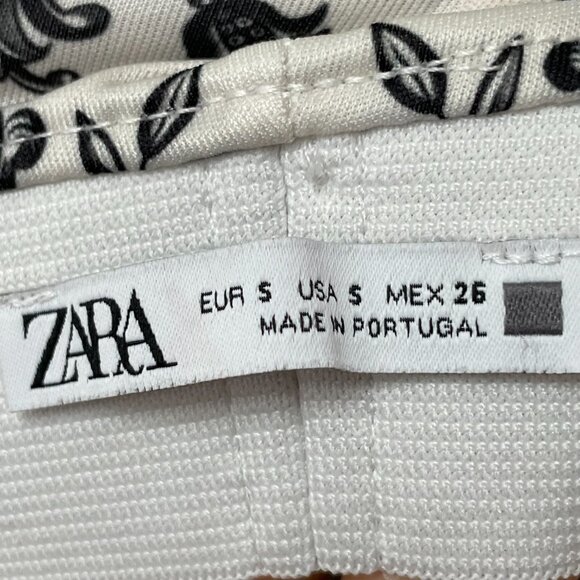 ZARA
EUR S USA S MEX 26
MADE IN PORTUGAL